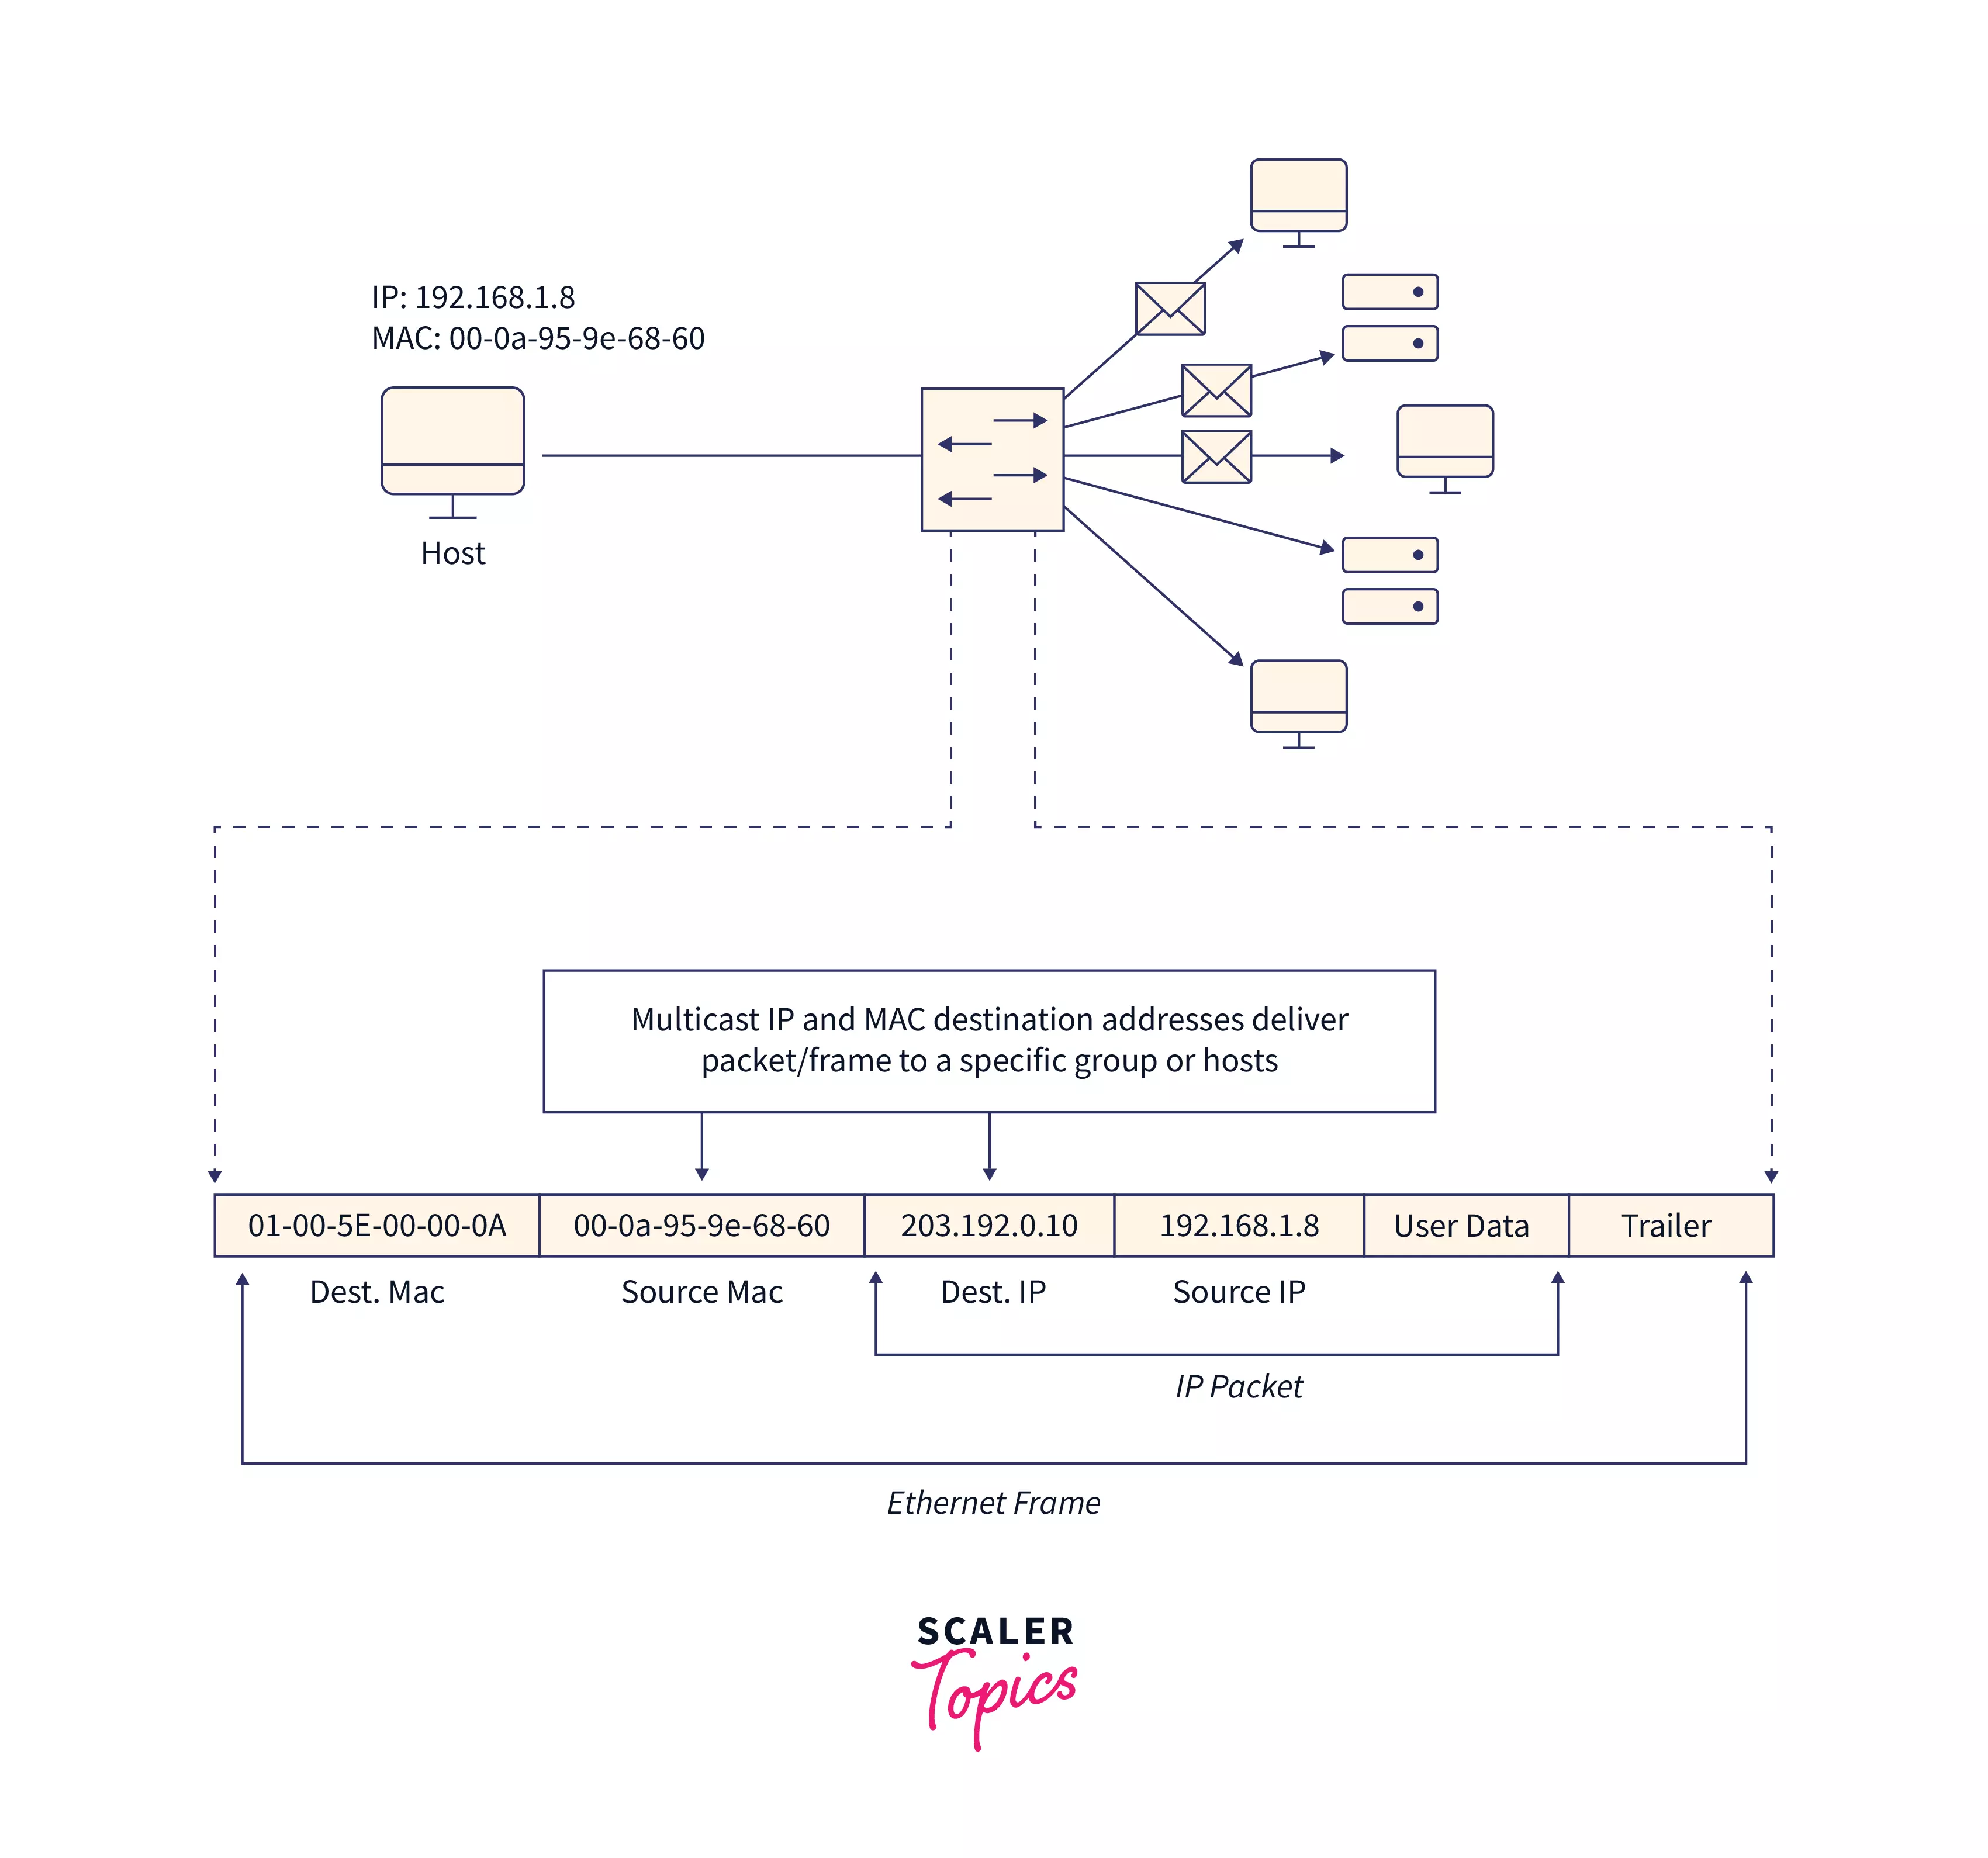 IP: 192.168.1.8
MAC: 00-0a-95-9e-68-60
Host
Multicast IP and MAC destination addresses deliver
packet/frame to a specific group or hosts
01-00-5E-00-00-0A 00-0a-95-9e-68-60 203.192.0.10 192.168.1.8 User Data Trailer
Dest. Mac Source Mac Dest. IP Source IP
IP Packet
Ethernet Frame
SCALER
Topics